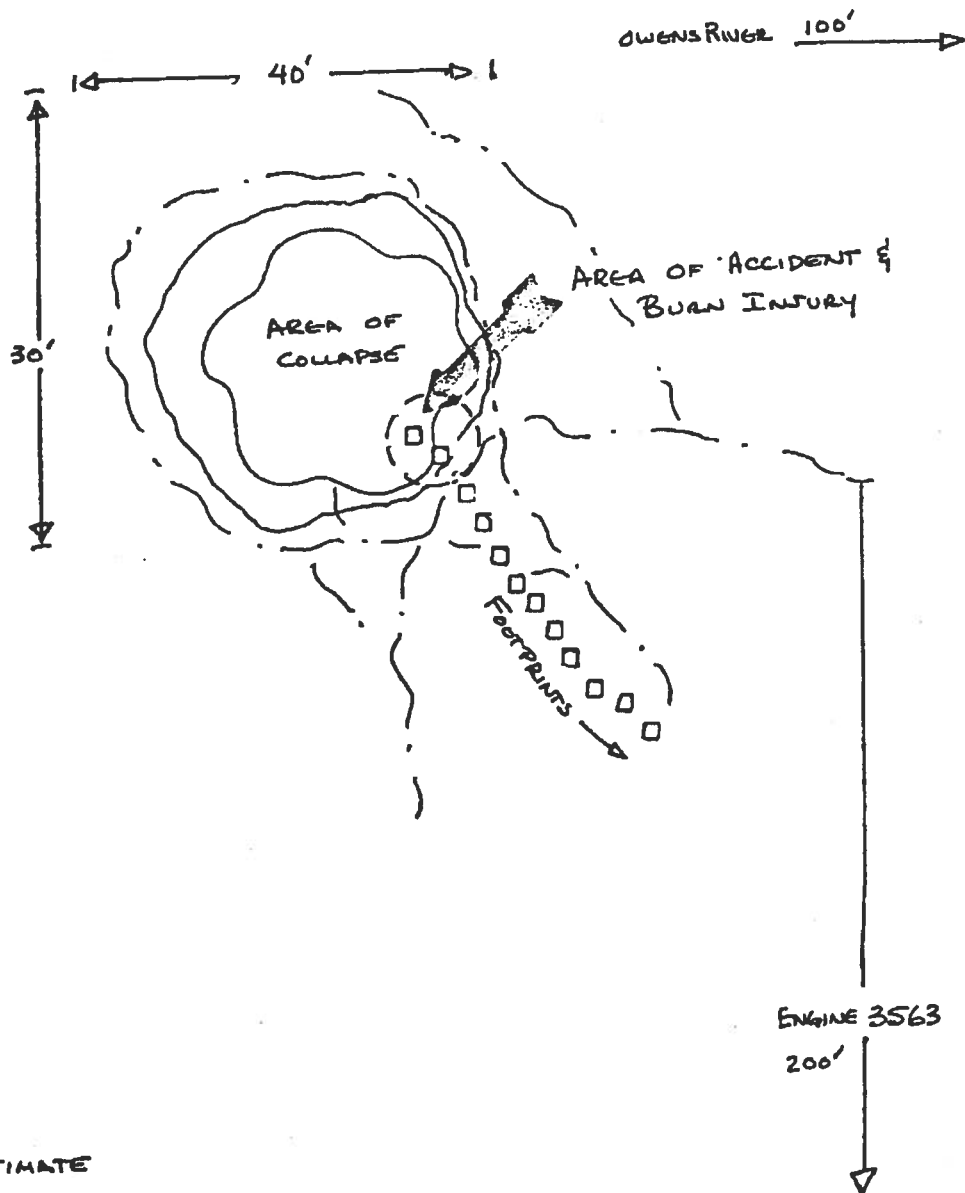 OWENS RIVER 100'
40'
30'
AREA OF ACCIDENT &
BURN INJURY
AREA OF
COLLAPSE
FOOTPRINTS
ENGINE 3563
200'
TIMATE